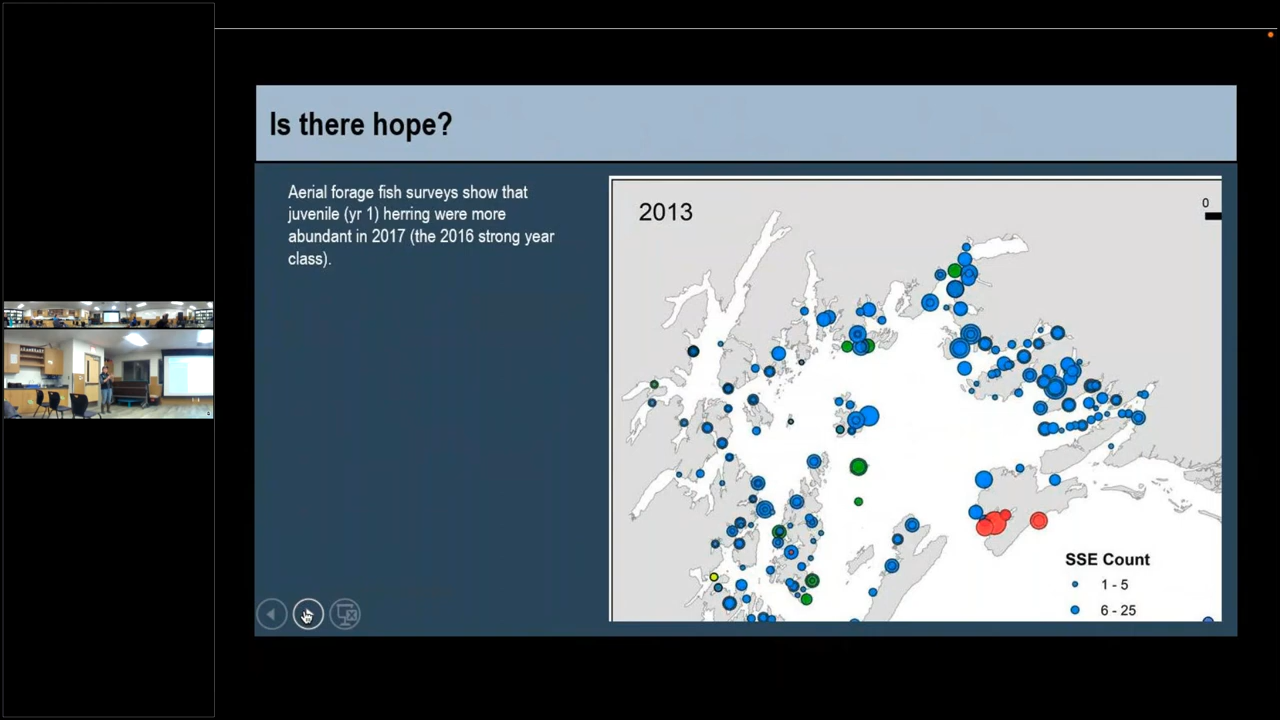 Is there hope?
Aerial forage fish surveys show that
juvenile (yr 1) herring were more
abundant in 2017 (the 2016 strong year
class).
2013
0
SSE Count
1 - 5
6 - 25